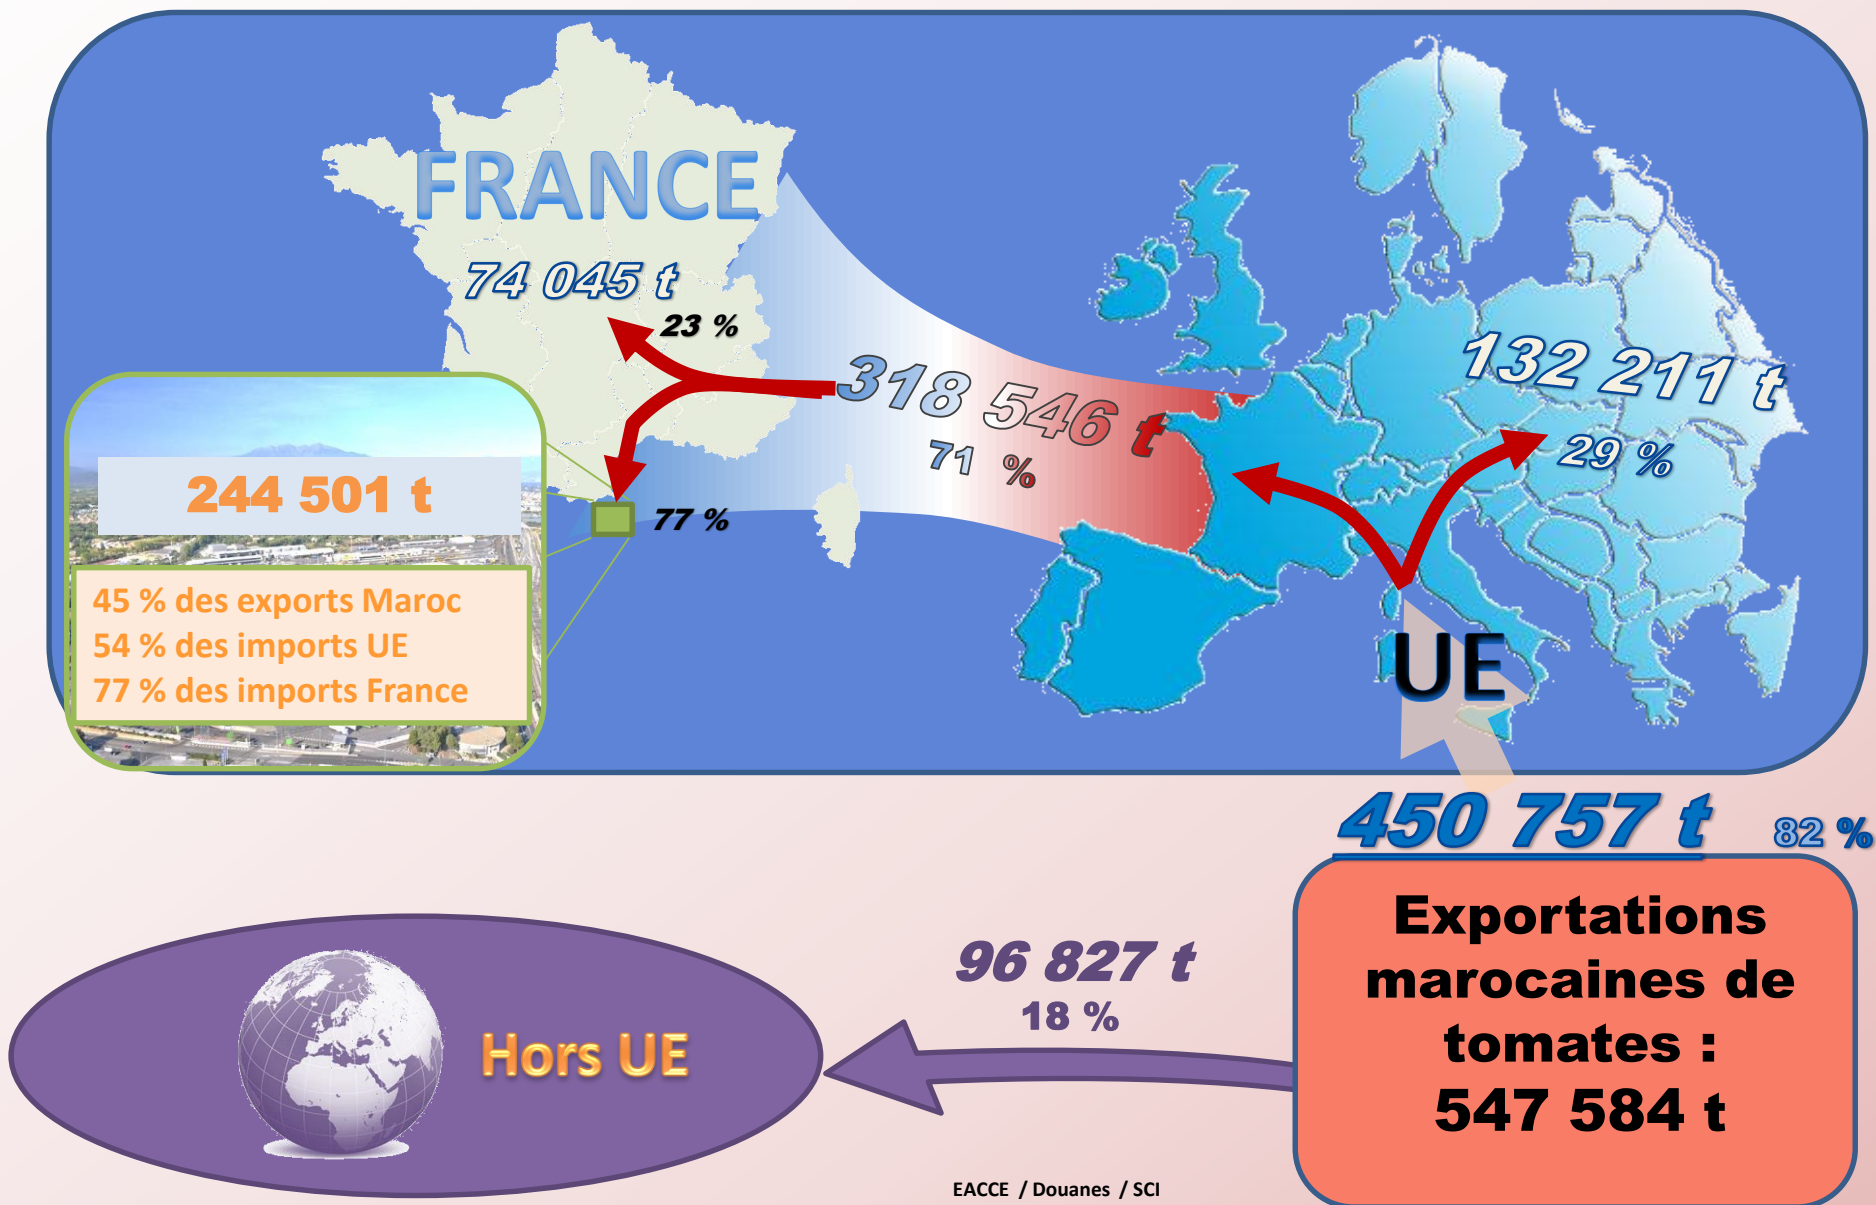 FRANCE
74 045 t
23 %
318 546 t
71 %
132 211 t
29 %
244 501 t
77 %
45 % des exports Maroc
54 % des imports UE
77 % des imports France
UE
450 757 t
82 %
Exportations
marocaines de
tomates :
547 584 t
96 827 t
18 %
Hors UE
EACCE / Douanes / SCI